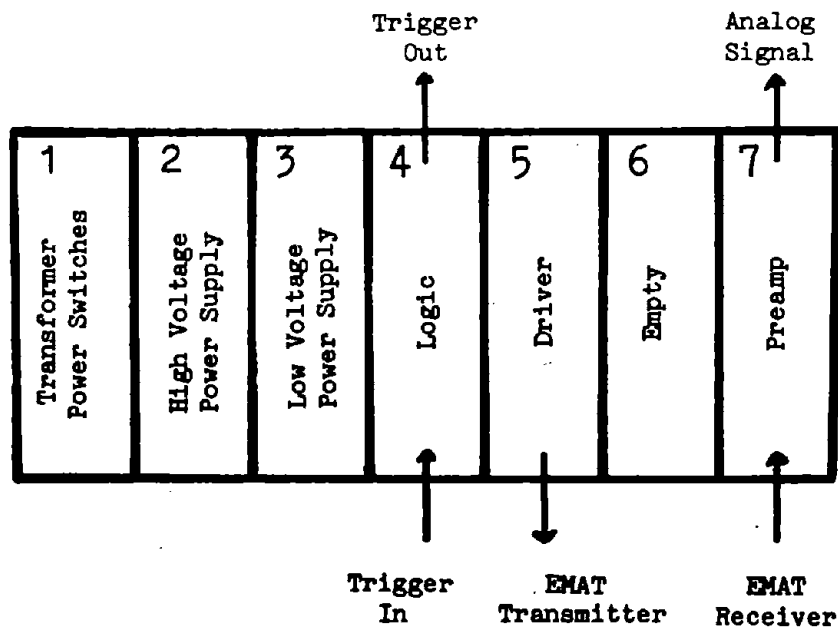 Trigger
Out
Analog
Signal
1
2
3
4
5
6
7
Transformer
Power Switches
High Voltage
Power Supply
Low Voltage
Power Supply
Logic
Driver
Empty
Preamp
Trigger
In
EMAT
Transmitter
EMAT
Receiver